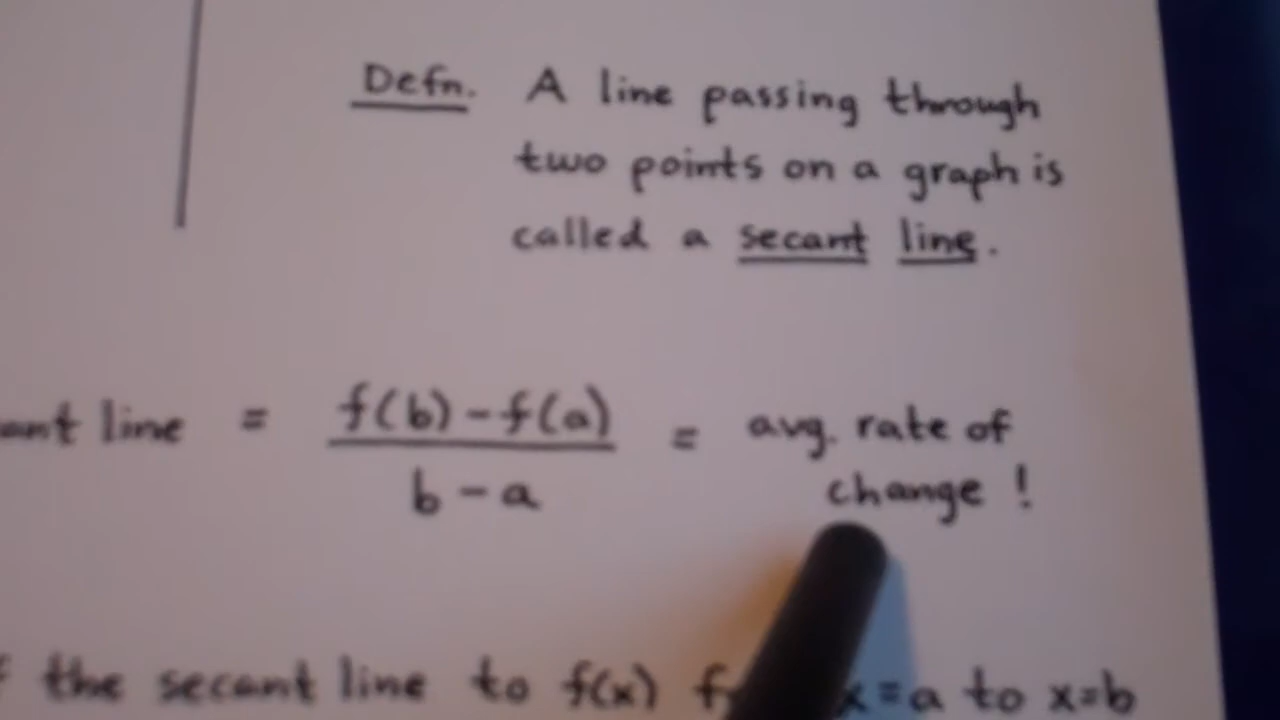 Defn. A line passing through
two points on a graph is
called a secant line.
line = f(b) - f(a) / b - a = avg. rate of
change !
the secant line to f(x) x = a to x = b